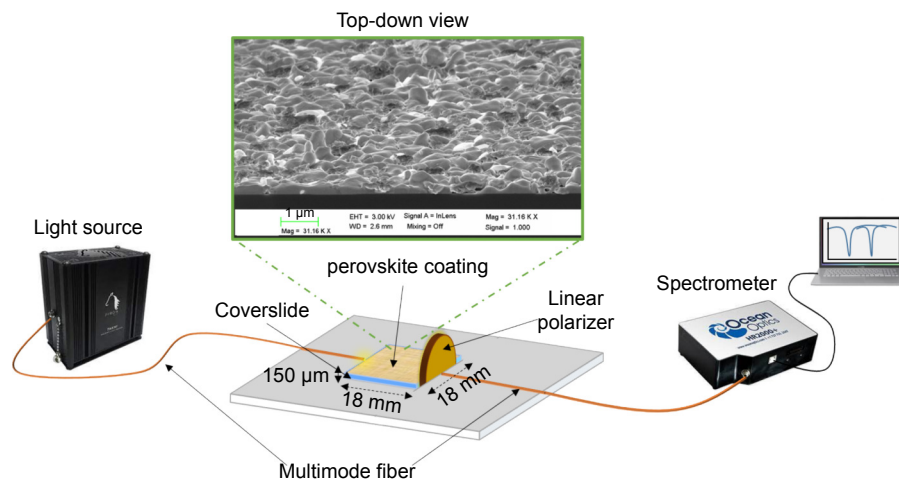 Top-down view
1 µm
Mag = 31.16 K X
EHT = 3.00 kV
WD = 2.6 mm
Signal A = InLens
Mixing = Off
Mag = 31.16 K X
Signal = 1.000
Light source
perovskite coating
Coverslide
Linear
polarizer
Spectrometer
Ocean
Optics
HR2000+
150 µm
18 mm
18 mm
Multimode fiber